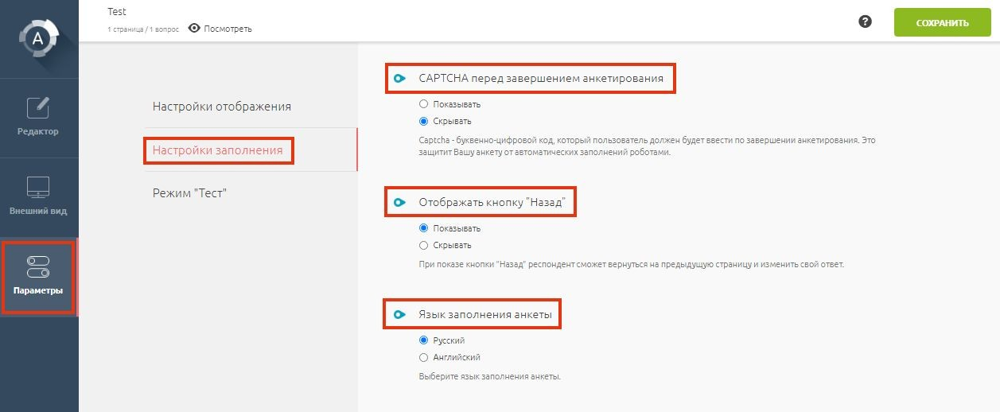 Test
1 страница / 1 вопрос Посмотреть
?
СОХРАНИТЬ
A
Редактор
Внешний вид
Параметры
Настройки отображения
Настройки заполнения
Режим "Тест"
CAPTCHA перед завершением анкетирования
Показывать
Скрывать
Captcha - буквенно-цифровой код, который пользователь должен будет ввести по завершении анкетирования. Это
защитит Вашу анкету от автоматических заполнений роботами.
Отображать кнопку "Назад"
Показывать
Скрывать
При показе кнопки "Назад" респондент сможет вернуться на предыдущую страницу и изменить свой ответ.
Язык заполнения анкеты
Русский
Английский
Выберите язык заполнения анкеты.